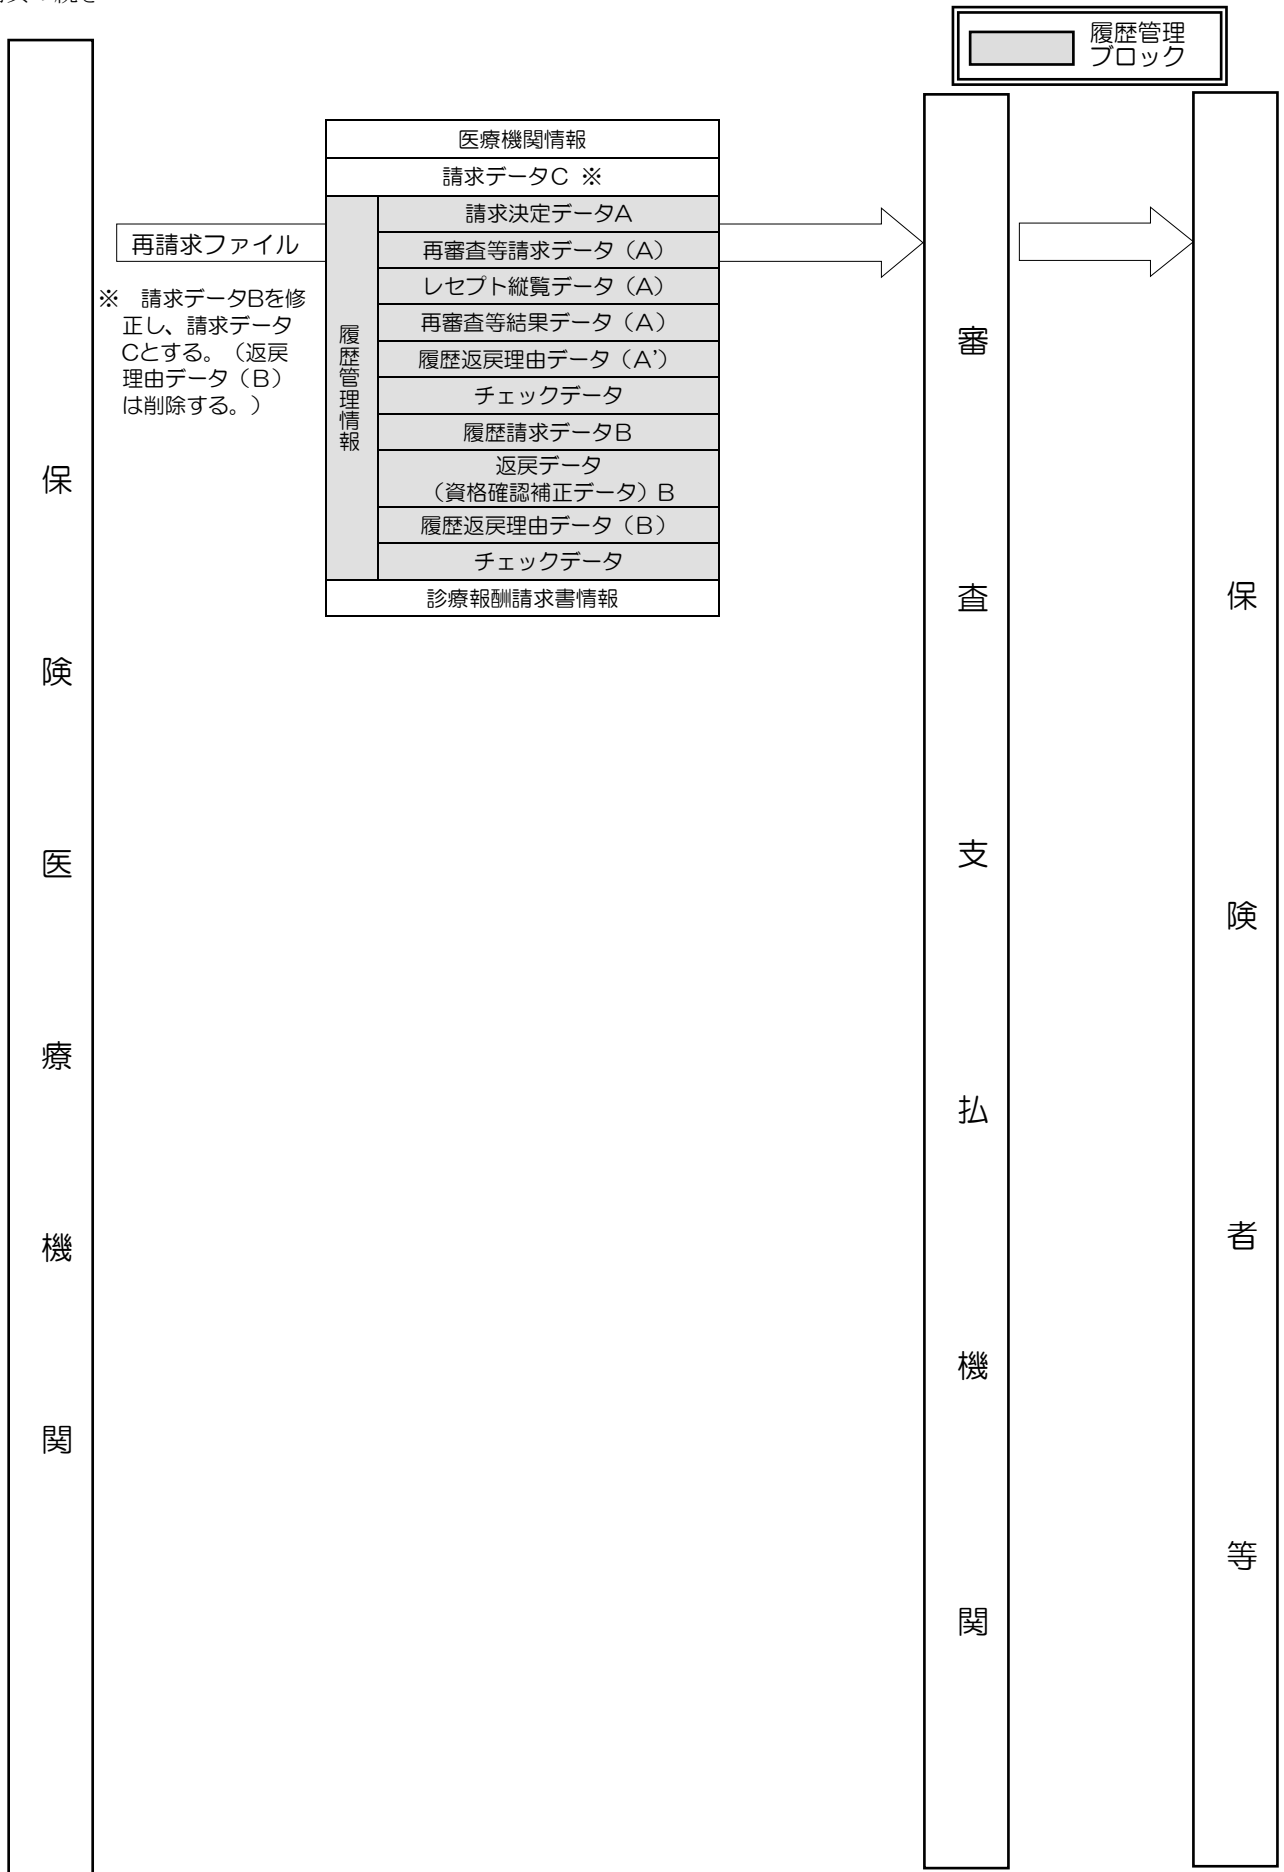 履歴管理
ブロック
医療機関情報
請求データC ※
再請求ファイル
※　請求データBを修
正し、請求データ
Cとする。（返戻
理由データ（B）
は削除する。）
履歴管理情報
請求決定データA
再審査等請求データ（A）
レセプト縦覧データ（A）
再審査等結果データ（A）
履歴返戻理由データ（A’）
チェックデータ
履歴請求データB
返戻データ
（資格確認補正データ）B
履歴返戻理由データ（B）
チェックデータ
診療報酬請求書情報
保険医療機関
審査支払機関
保険者等